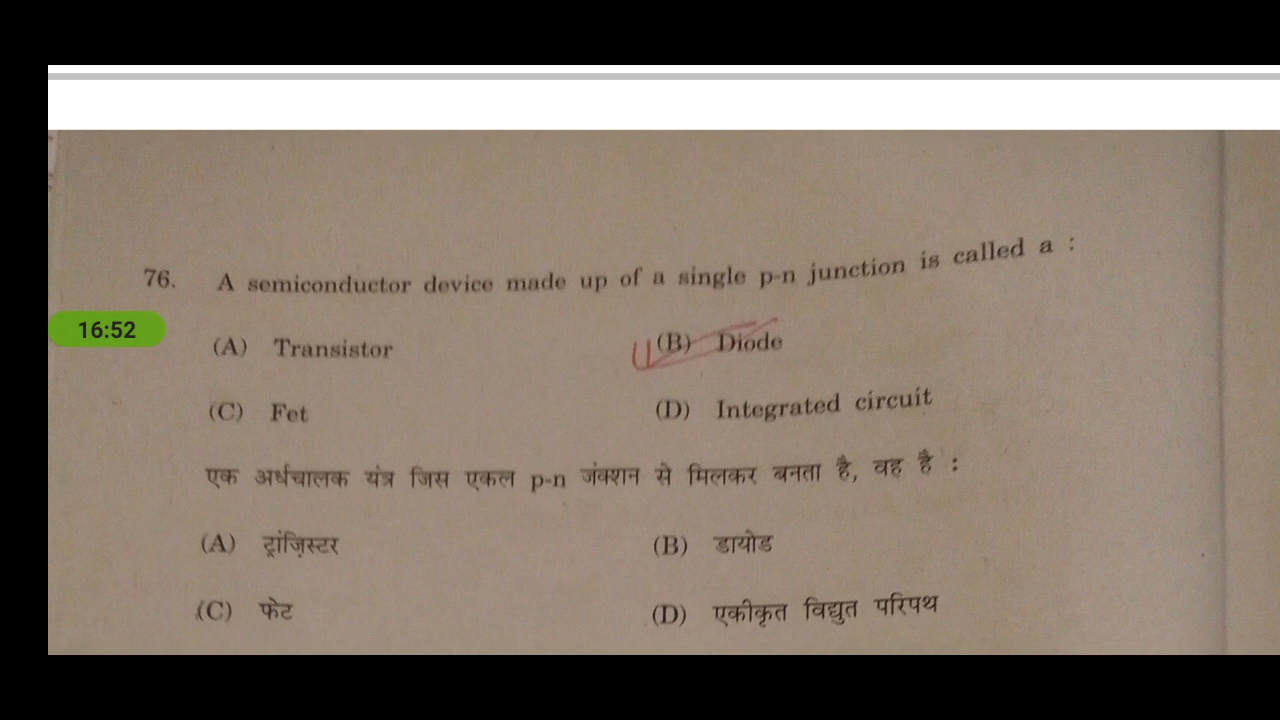 76. A semiconductor device made up of a single p-n junction is called a :
16:52
(A) Transistor (B) Diode
(C) Fet (D) Integrated circuit
एक अर्धचालक यंत्र जिस एकल p-n जंक्शन से मिलकर बनता है, वह है :
(A) ट्रांज़िस्टर (B) डायोड
(C) फेट (D) एकीकृत विद्युत परिपथ